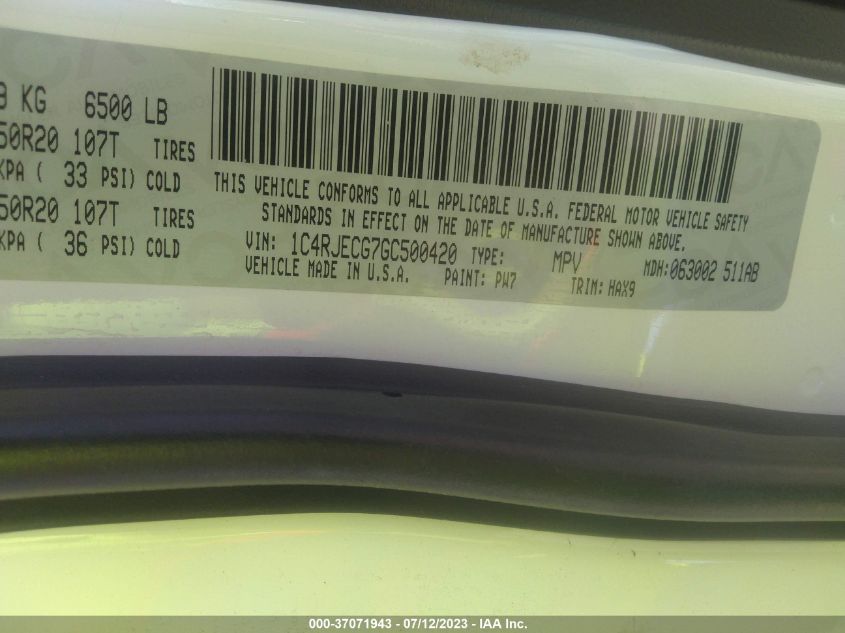 8 KG 6500 LB
50R20 107T TIRES
KPA ( 33 PSI) COLD
50R20 107T TIRES
KPA ( 36 PSI) COLD
THIS VEHICLE CONFORMS TO ALL APPLICABLE U.S.A. FEDERAL MOTOR VEHICLE SAFETY
STANDARDS IN EFFECT ON THE DATE OF MANUFACTURE SHOWN ABOVE.
VIN: 1C4RJECG7GC500420 TYPE: MPV MDH: 063002 511AB
VEHICLE MADE IN U.S.A. PAINT: PW7 TRIM: HAX9
000-37071943 - 07/12/2023 - IAA Inc.